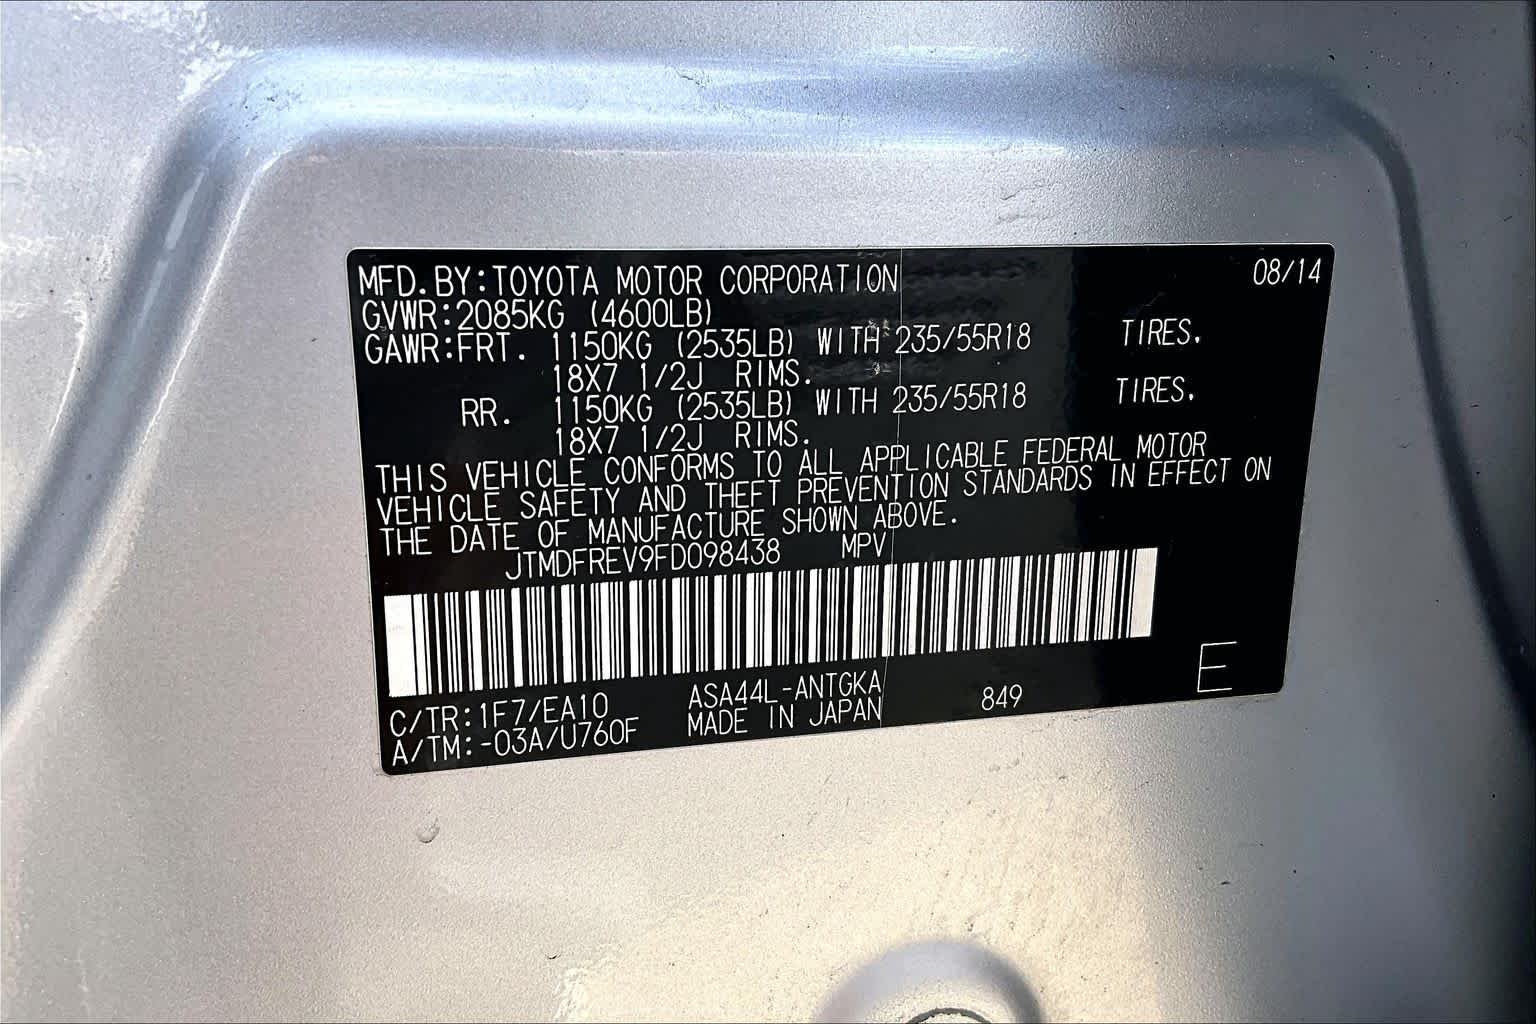 MFD.BY:TOYOTA MOTOR CORPORATION 08/14
GVWR:2085KG (4600LB)
GAWR:FRT. 1150KG (2535LB) WITH 235/55R18 TIRES.
18X7 1/2J RIMS.
RR. 1150KG (2535LB) WITH 235/55R18 TIRES.
18X7 1/2J RIMS.
THIS VEHICLE CONFORMS TO ALL APPLICABLE FEDERAL MOTOR
VEHICLE SAFETY AND THEFT PREVENTION STANDARDS IN EFFECT ON
THE DATE OF MANUFACTURE SHOWN ABOVE.
JTMDFREV9FD098438 MPV
C/TR:1F7/EA10 ASA44L-ANTGKA 849 E
A/TM:-03A/U760F MADE IN JAPAN